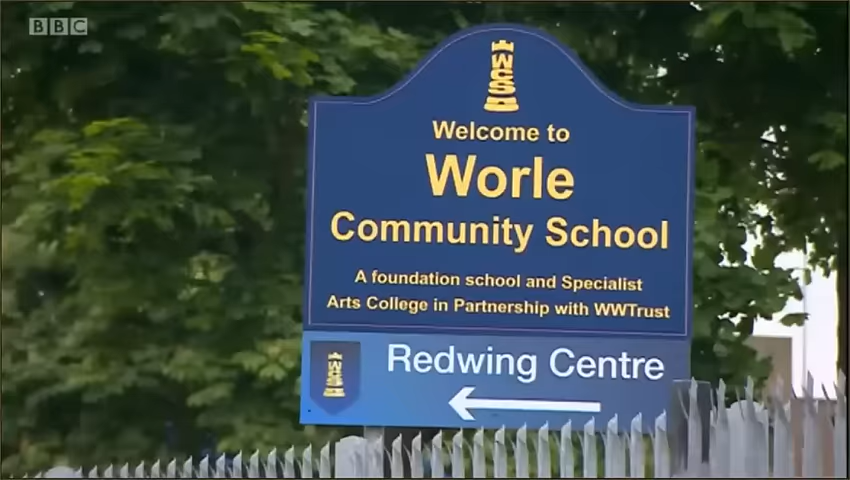 BBC
WCS
Welcome to
Worle
Community School
A foundation school and Specialist
Arts College in Partnership with WWTrust
WCS
Redwing Centre